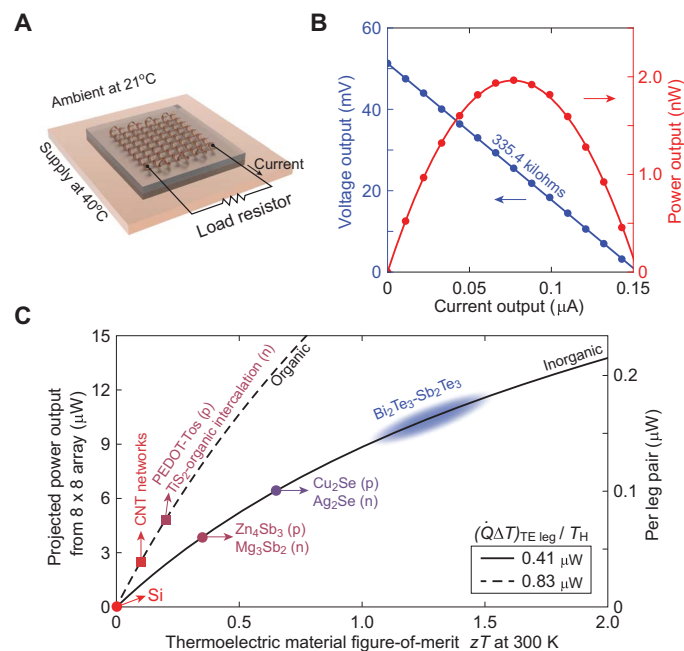 A
Ambient at 21°C
Supply at 40°C
Current
Load resistor
B
60
40
20
0
Voltage output (mV)
335.4 kilohms
2.0
1.0
0
Power output (nW)
0
0.05
0.10
0.15
Current output (μA)
C
15
12
9
6
3
0
Projected power output
from 8 x 8 array (μW)
CNT networks
PEDOT-Tos (p)
TiS₂-organic intercalation (n)
Organic
Inorganic
Bi₂Te₃-Sb₂Te₃
Cu₂Se (p)
Ag₂Se (n)
Zn₄Sb₃ (p)
Mg₃Sb₂ (n)
Si
(Q̇ΔT)TE leg / TH
0.41 μW
0.83 μW
0.2
0.1
0
Per leg pair (μW)
0
0.5
1.0
1.5
2.0
Thermoelectric material figure-of-merit zT at 300 K